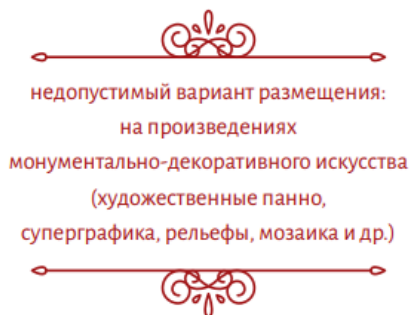 недопустимый вариант размещения:
на произведениях
монументально-декоративного искусства
(художественные панно,
суперграфика, рельефы, мозаика и др.)